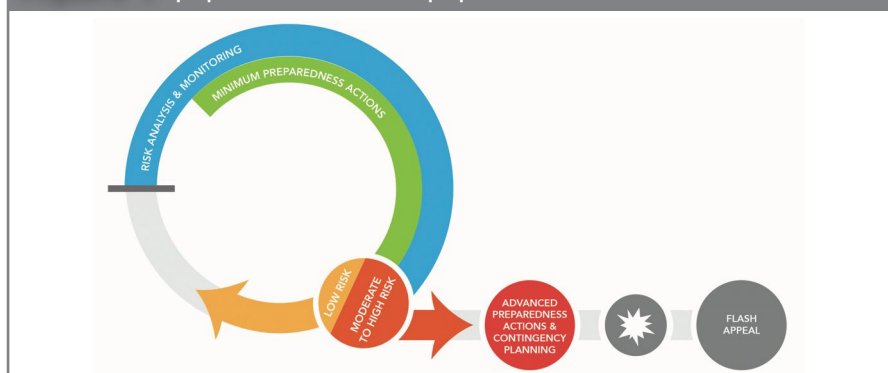 RISK ANALYSIS & MONITORING
MINIMUM PREPAREDNESS ACTIONS
LOW RISK
MODERATE
TO HIGH RISK
ADVANCED
PREPAREDNESS
ACTIONS &
CONTINGENCY
PLANNING
FLASH
APPEAL